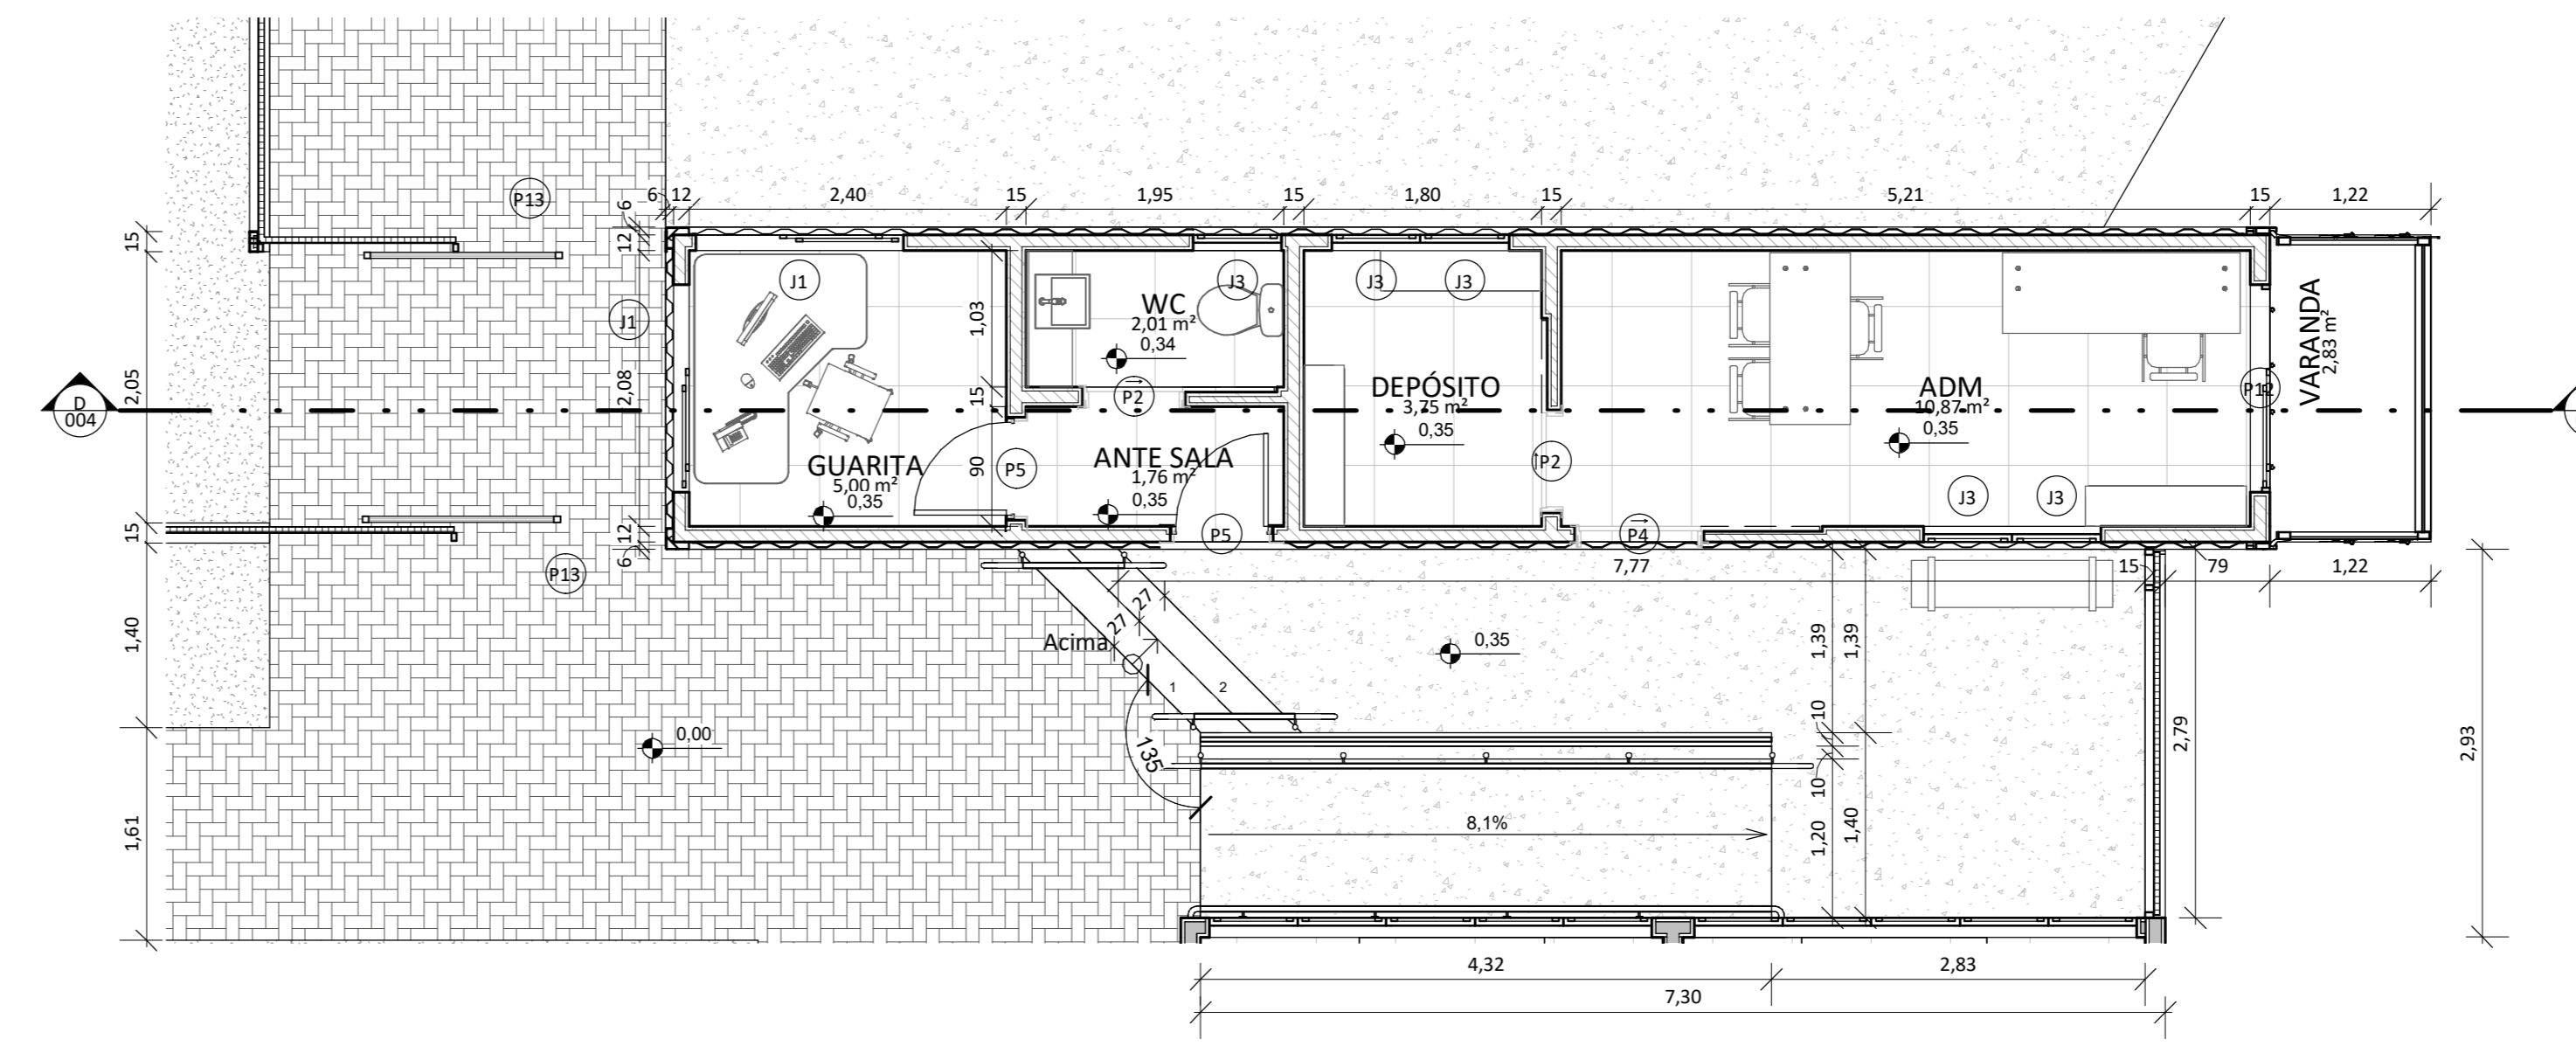 P13
6
12
2,40
15
1,95
15
1,80
15
5,21
15
1,22
15
6
12
J1
J1
J3
J3
J3
1,03
WC
2,01 m²
0,34
VARANDA
2,83 m²
D
004
2,05
2,08
15
P2
DEPÓSITO
3,75 m²
0,35
ADM
10,87 m²
0,35
P12
GUARITA
5,00 m²
0,35
90
P5
ANTE SALA
1,76 m²
0,35
P2
J3
J3
15
12
6
P5
P4
P13
7,77
15
79
1,22
27
27
Acima
1,40
0,35
1,39
1,39
1
2
10
0,00
135
2,79
2,93
10
1,61
8,1%
1,20
1,40
4,32
2,83
7,30